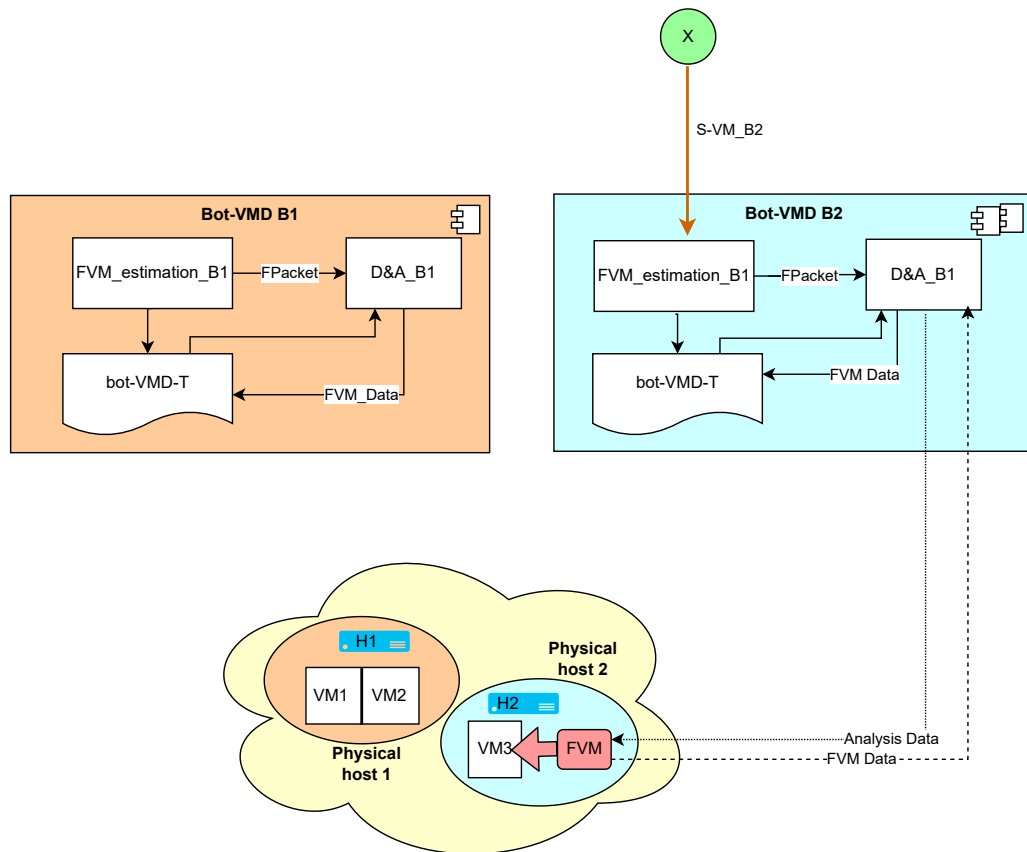 X
S-VM_B2
Bot-VMD B1
FVM_estimation_B1
FPacket
D&A_B1
bot-VMD-T
FVM_Data
Bot-VMD B2
FVM_estimation_B1
FPacket
D&A_B1
bot-VMD-T
FVM Data
H1
VM1
VM2
Physical
host 1
Physical
host 2
H2
VM3
FVM
Analysis Data
FVM Data